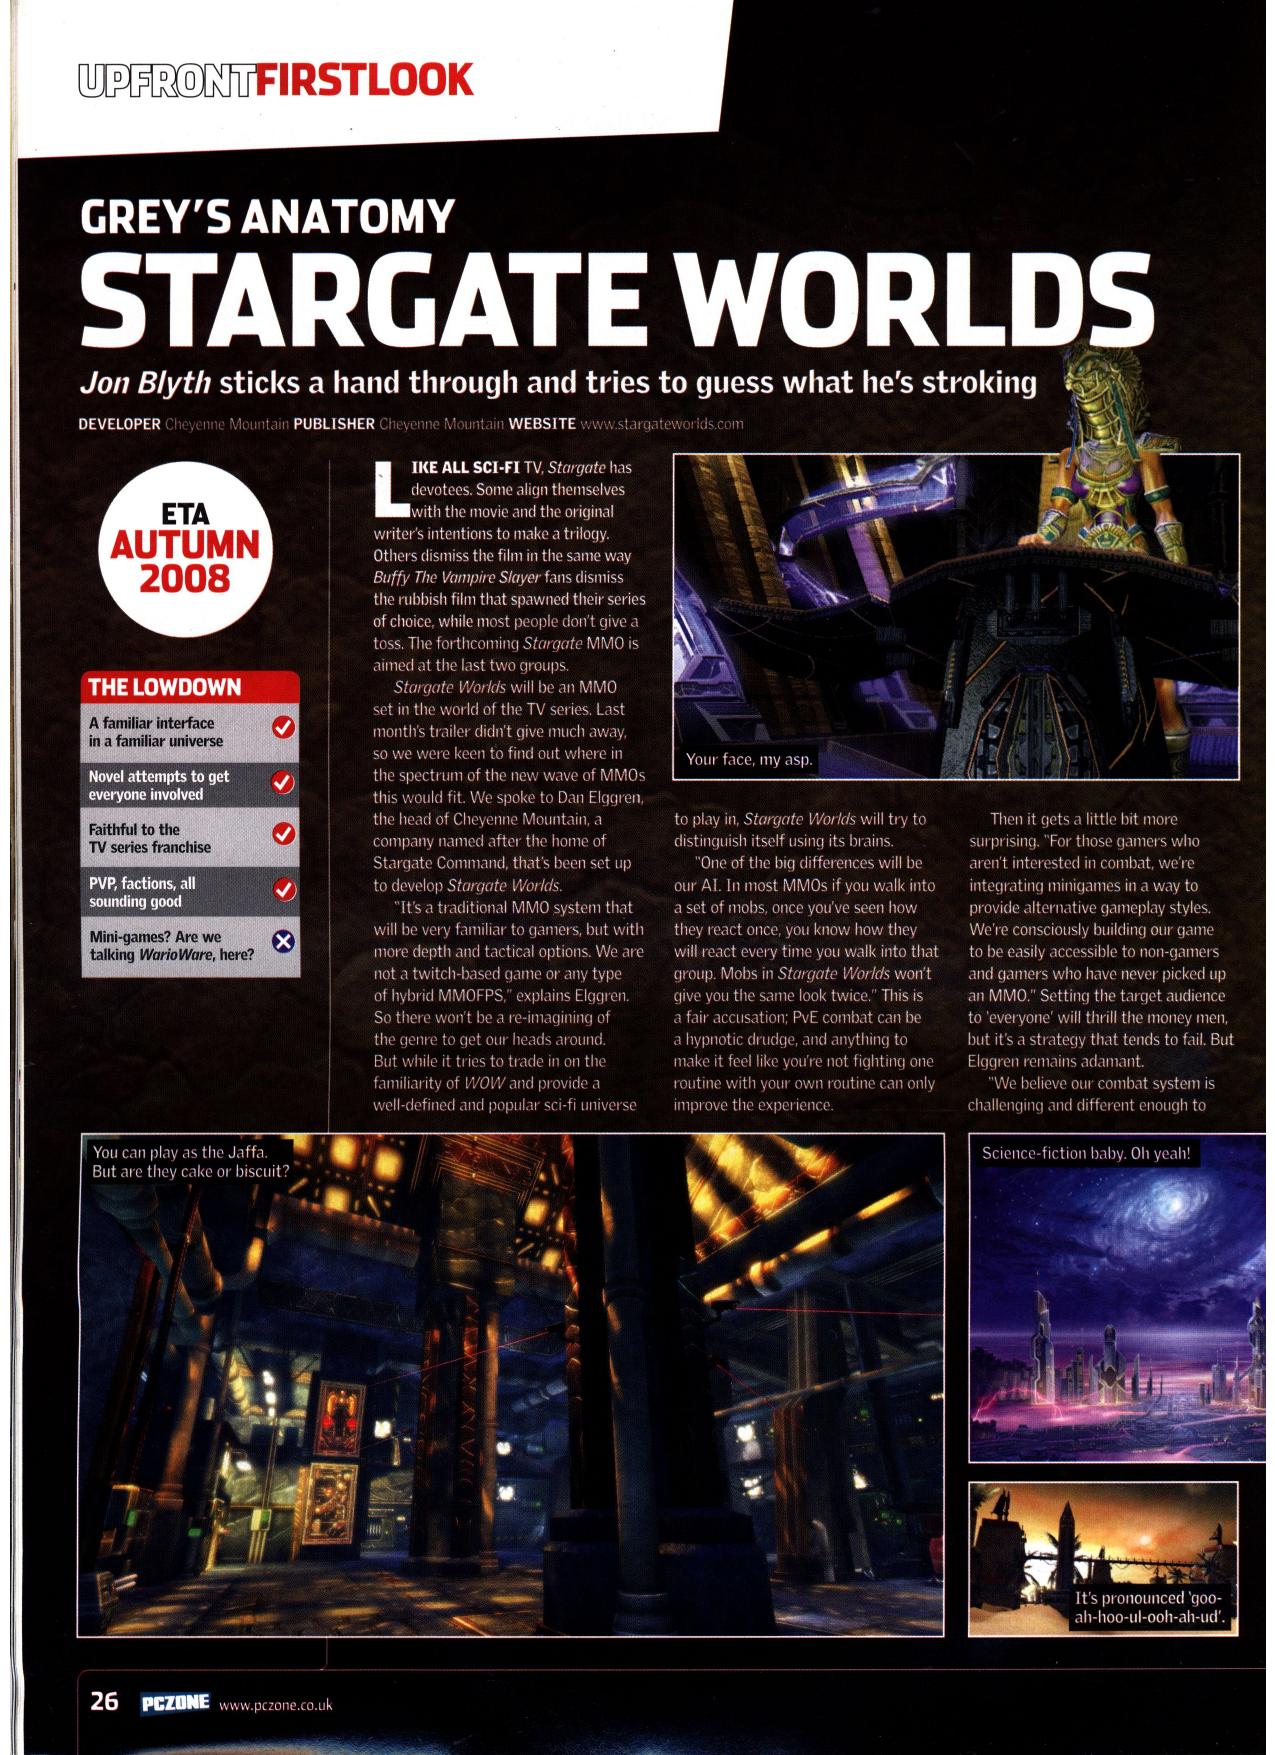 UPFRONTFIRSTLOOK
GREY'S ANATOMY
STARGATE WORLDS
Jon Blyth sticks a hand through and tries to guess what he's stroking
DEVELOPER Cheyenne Mountain PUBLISHER Cheyenne Mountain WEBSITE www.stargateworlds.com
ETA
AUTUMN
2008
THE LOWDOWN
A familiar interface
in a familiar universe
Novel attempts to get
everyone involved
Faithful to the
TV series franchise
PVP, factions, all
sounding good
Mini-games? Are we
talking WarioWare, here?
LIKE ALL SCI-FI TV, Stargate has
devotees. Some align themselves
with the movie and the original
writer's intentions to make a trilogy.
Others dismiss the film in the same way
Buffy The Vampire Slayer fans dismiss
the rubbish film that spawned their series
of choice, while most people don't give a
toss. The forthcoming Stargate MMO is
aimed at the last two groups.
Stargate Worlds will be an MMO
set in the world of the TV series. Last
month's trailer didn't give much away,
so we were keen to find out where in
the spectrum of the new wave of MMOs
this would fit. We spoke to Dan Elggren,
the head of Cheyenne Mountain, a
company named after the home of
Stargate Command, that's been set up
to develop Stargate Worlds.
"It's a traditional MMO system that
will be very familiar to gamers, but with
more depth and tactical options. We are
not a twitch-based game or any type
of hybrid MMOFPS," explains Elggren.
So there won't be a re-imagining of
the genre to get our heads around.
But while it tries to trade in on the
familiarity of WOW and provide a
well-defined and popular sci-fi universe
Your face, my asp.
to play in, Stargate Worlds will try to
distinguish itself using its brains.
"One of the big differences will be
our AI. In most MMOs if you walk into
a set of mobs, once you've seen how
they react once, you know how they
will react every time you walk into that
group. Mobs in Stargate Worlds won't
give you the same look twice." This is
a fair accusation; PvE combat can be
a hypnotic drudge, and anything to
make it feel like you're not fighting one
routine with your own routine can only
improve the experience.
Then it gets a little bit more
surprising. "For those gamers who
aren't interested in combat, we're
integrating minigames in a way to
provide alternative gameplay styles.
We're consciously building our game
to be easily accessible to non-gamers
and gamers who have never picked up
an MMO." Setting the target audience
to 'everyone' will thrill the money men,
but it's a strategy that tends to fail. But
Elggren remains adamant.
"We believe our combat system is
challenging and different enough to
You can play as the Jaffa.
But are they cake or biscuit?
Science-fiction baby. Oh yeah!
It's pronounced 'goo-
ah-hoo-ul-ooh-ah-ud'.
26 PCZONE www.pczone.co.uk